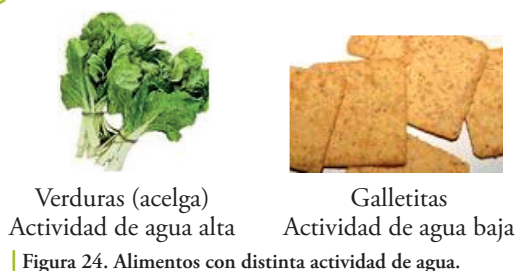 Verduras (acelga)
Actividad de agua alta
Galletitas
Actividad de agua baja
Figura 24. Alimentos con distinta actividad de agua.